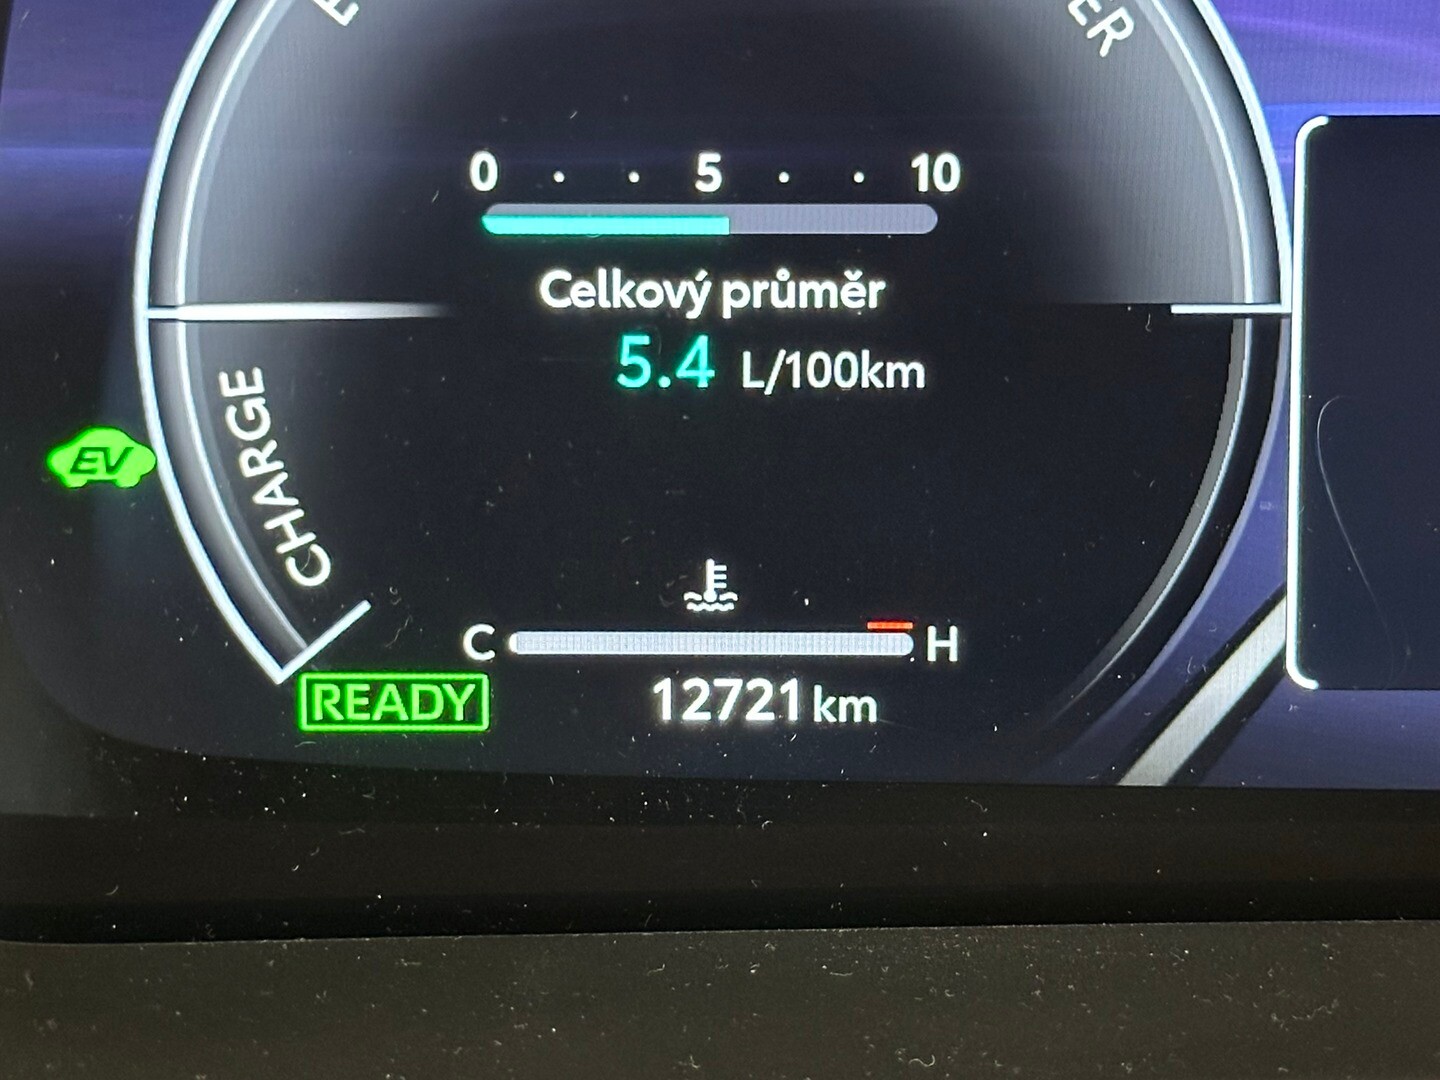 0 5 10
Celkový průměr
5.4 L/100km
EV
CHARGE
C H
READY
12721 km